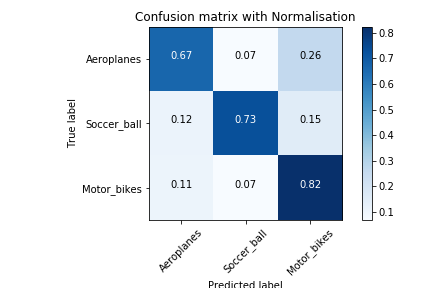 Confusion matrix with Normalisation
True label
Aeroplanes 0.67 0.07 0.26
Soccer_ball 0.12 0.73 0.15
Motor_bikes 0.11 0.07 0.82
Aeroplanes Soccer_ball Motor_bikes
Predicted label
0.8
0.7
0.6
0.5
0.4
0.3
0.2
0.1